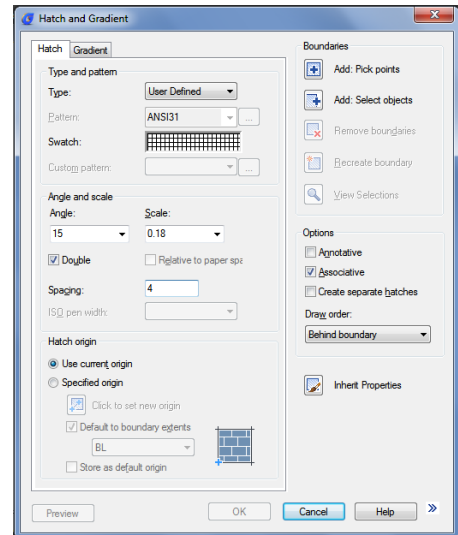 Hatch and Gradient
Hatch Gradient
Type and pattern
Type: User Defined
Pattern: ANSI31 ...
Swatch:
Custom pattern: ...
Angle and scale
Angle: Scale:
15 0.18
Double Relative to paper spa
Spacing: 4
ISO pen width:
Hatch origin
Use current origin
Specified origin
Click to set new origin
Default to boundary extents
BL
Store as default origin
Boundaries
Add: Pick points
Add: Select objects
Remove boundaries
Recreate boundary
View Selections
Options
Annotative
Associative
Create separate hatches
Draw order:
Behind boundary
Inherit Properties
Preview OK Cancel Help »